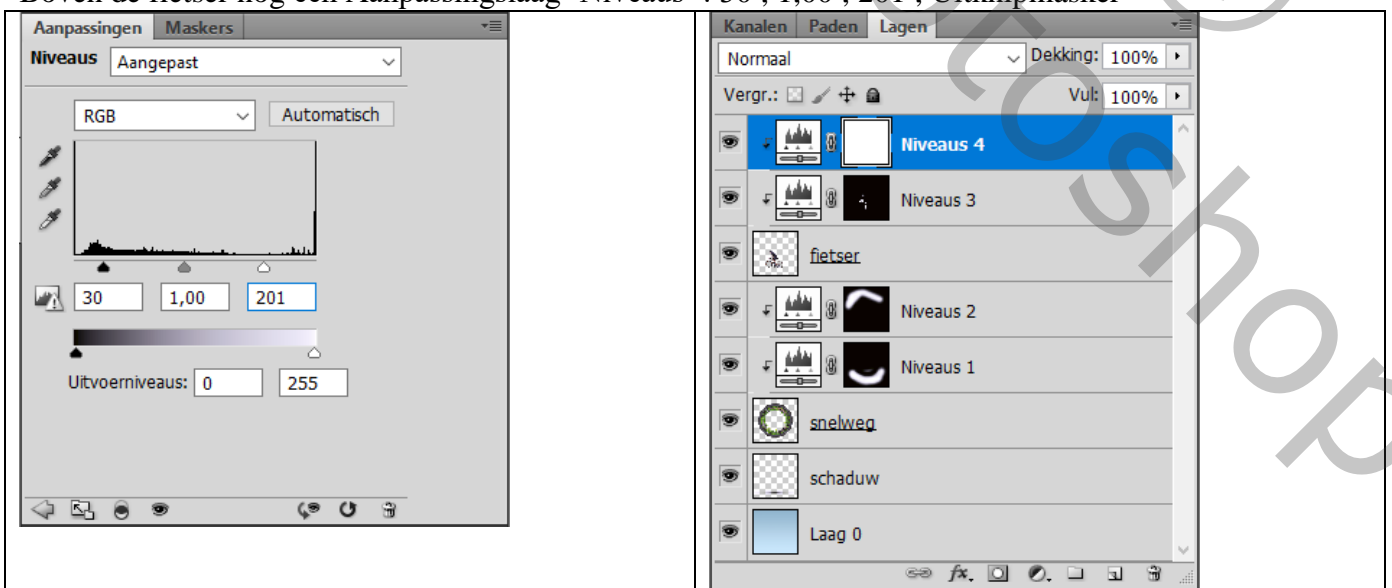 Boven de fietser nog een Aanpassingslaag "Niveaus" : 30 ; 1,00 ; 201 ; Uitknipmasker
Aanpassingen Maskers
Niveaus Aangepast
RGB Automatisch
30 1,00 201
Uitvoerniveaus: 0 255
Kanalen Paden Lagen
Normaal Dekking: 100%
Vergr.: Vul: 100%
Niveaus 4
Niveaus 3
fietser
Niveaus 2
Niveaus 1
snelweg
schaduw
Laag 0
fx.
toshop